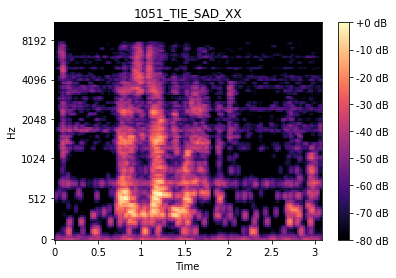 1051_TIE_SAD_XX
Hz
8192
4096
2048
1024
512
0
0 0.5 1 1.5 2 2.5 3
Time
+0 dB
-10 dB
-20 dB
-30 dB
-40 dB
-50 dB
-60 dB
-70 dB
-80 dB